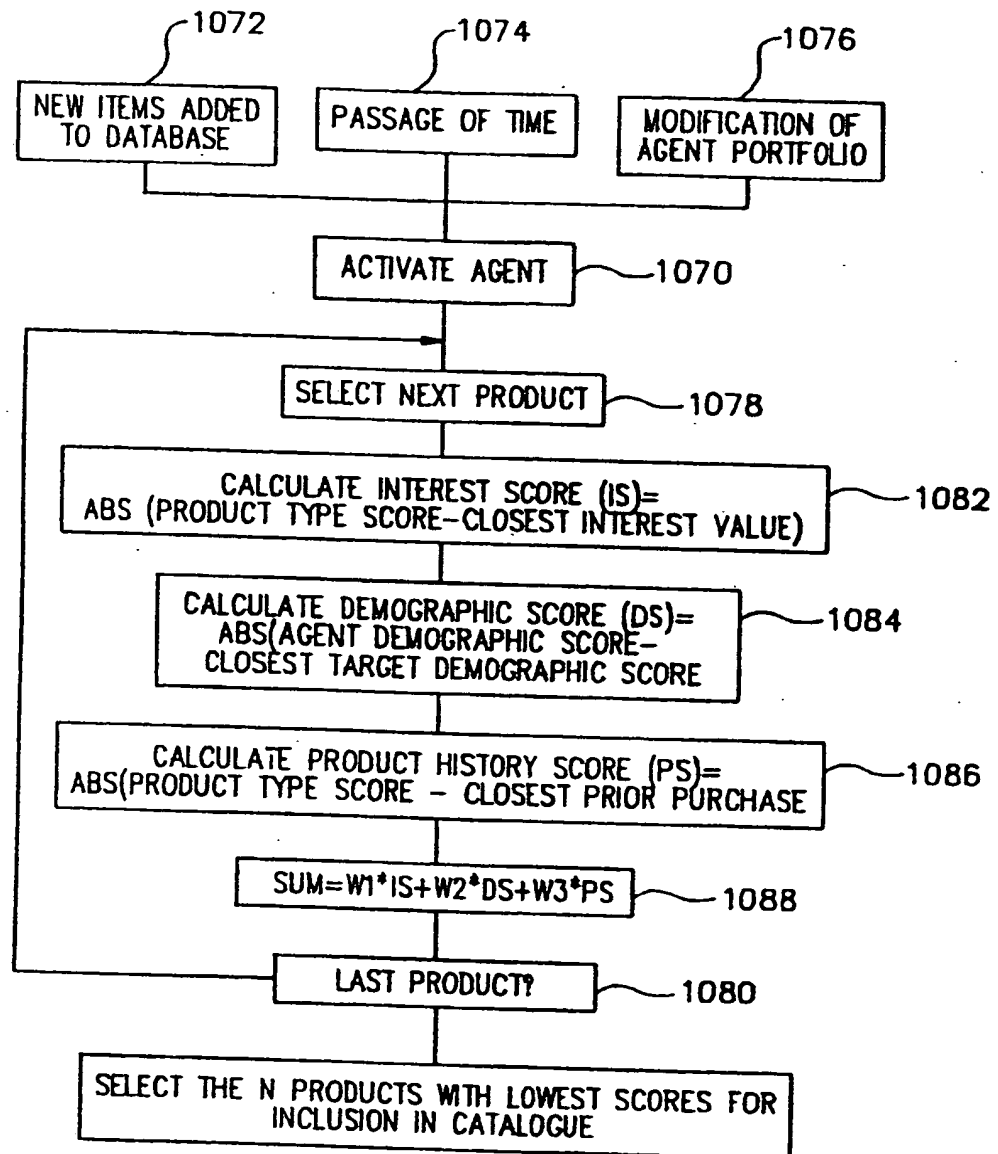 1072
1074
1076
NEW ITEMS ADDED
TO DATABASE
PASSAGE OF TIME
MODIFICATION OF
AGENT PORTFOLIO
ACTIVATE AGENT
1070
SELECT NEXT PRODUCT
1078
CALCULATE INTEREST SCORE (IS)=
ABS (PRODUCT TYPE SCORE-CLOSEST INTEREST VALUE)
1082
CALCULATE DEMOGRAPHIC SCORE (DS)=
ABS(AGENT DEMOGRAPHIC SCORE-
CLOSEST TARGET DEMOGRAPHIC SCORE
1084
CALCULATE PRODUCT HISTORY SCORE (PS)=
ABS(PRODUCT TYPE SCORE - CLOSEST PRIOR PURCHASE
1086
SUM=W1*IS+W2*DS+W3*PS
1088
LAST PRODUCT?
1080
SELECT THE N PRODUCTS WITH LOWEST SCORES FOR
INCLUSION IN CATALOGUE